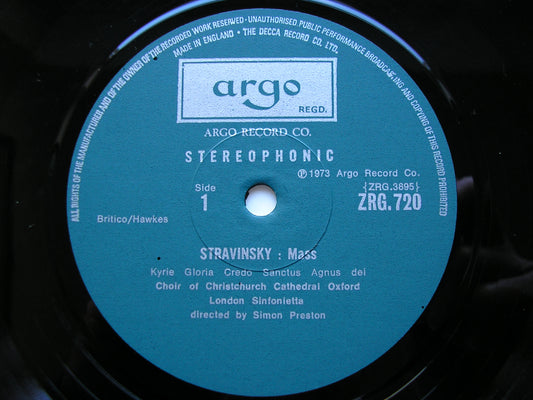 ALL RIGHTS OF THE MANUFACTURER AND OF THE OWNER OF THE RECORDED WORK RESERVED · UNAUTHORISED PUBLIC PERFORMANCE BROADCASTING AND COPYING OF THIS RECORD PROHIBITED
MADE IN ENGLAND · THE DECCA RECORD CO. LTD.
argo
REGD.
ARGO RECORD CO.
STEREOPHONIC
Ⓟ1973 Argo Record Co.
Side
1
{ZRG.3695}
ZRG.720
Britico/Hawkes
STRAVINSKY : Mass
Kyrie Gloria Credo Sanctus Agnus dei
Choir of Christchurch Cathedral Oxford
London Sinfonietta
directed by Simon Preston